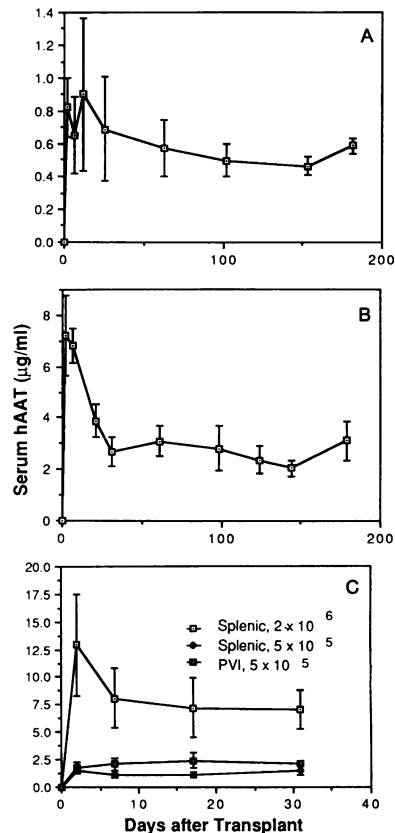 1.4
A
1.2
1.0
0.8
0.6
0.4
0.2
0.0
0 100 200
Serum hAAT (µg/ml)
B
8
6
4
2
0
0 100 200
20.0
C
17.5
15.0
12.5
10.0
7.5
5.0
2.5
0.0
Splenic, 2 x 10 6
Splenic, 5 x 10 5
PVI, 5 x 10 5
0 10 20 30 40
Days after Transplant